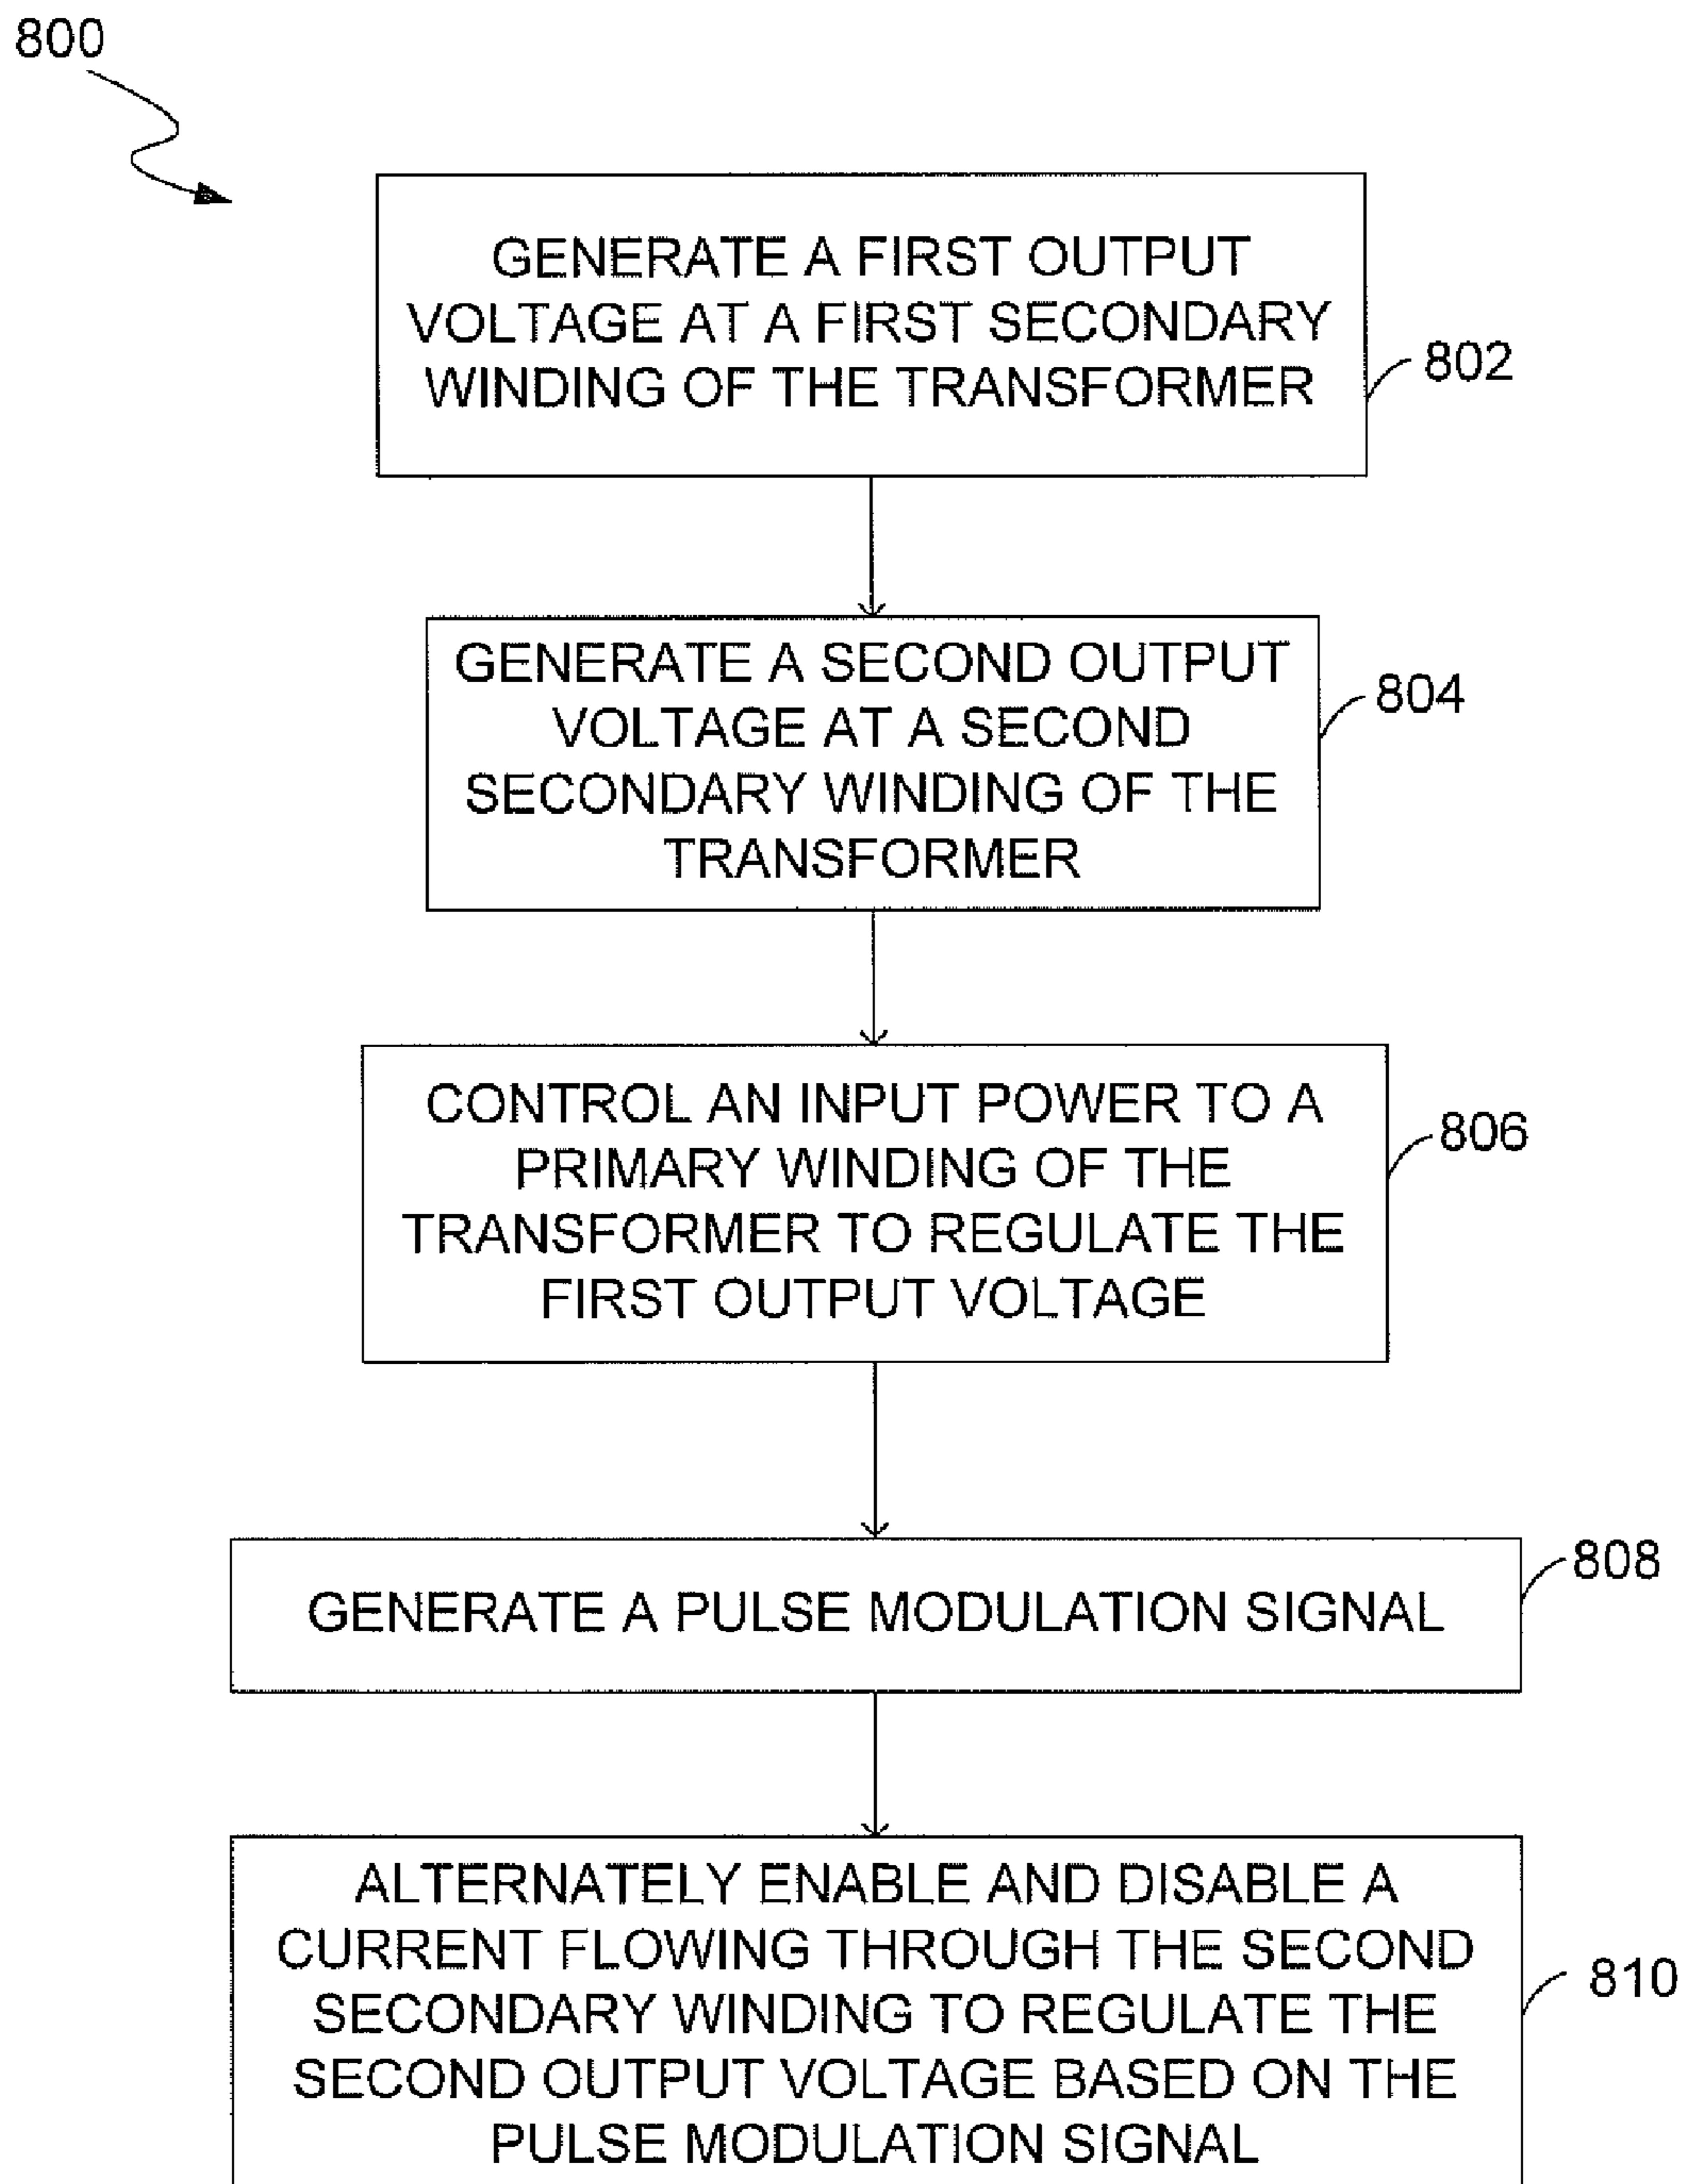 800
GENERATE A FIRST OUTPUT
VOLTAGE AT A FIRST SECONDARY
WINDING OF THE TRANSFORMER
802
GENERATE A SECOND OUTPUT
VOLTAGE AT A SECOND
SECONDARY WINDING OF THE
TRANSFORMER
804
CONTROL AN INPUT POWER TO A
PRIMARY WINDING OF THE
TRANSFORMER TO REGULATE THE
FIRST OUTPUT VOLTAGE
806
GENERATE A PULSE MODULATION SIGNAL
808
ALTERNATELY ENABLE AND DISABLE A
CURRENT FLOWING THROUGH THE SECOND
SECONDARY WINDING TO REGULATE THE
SECOND OUTPUT VOLTAGE BASED ON THE
PULSE MODULATION SIGNAL
810